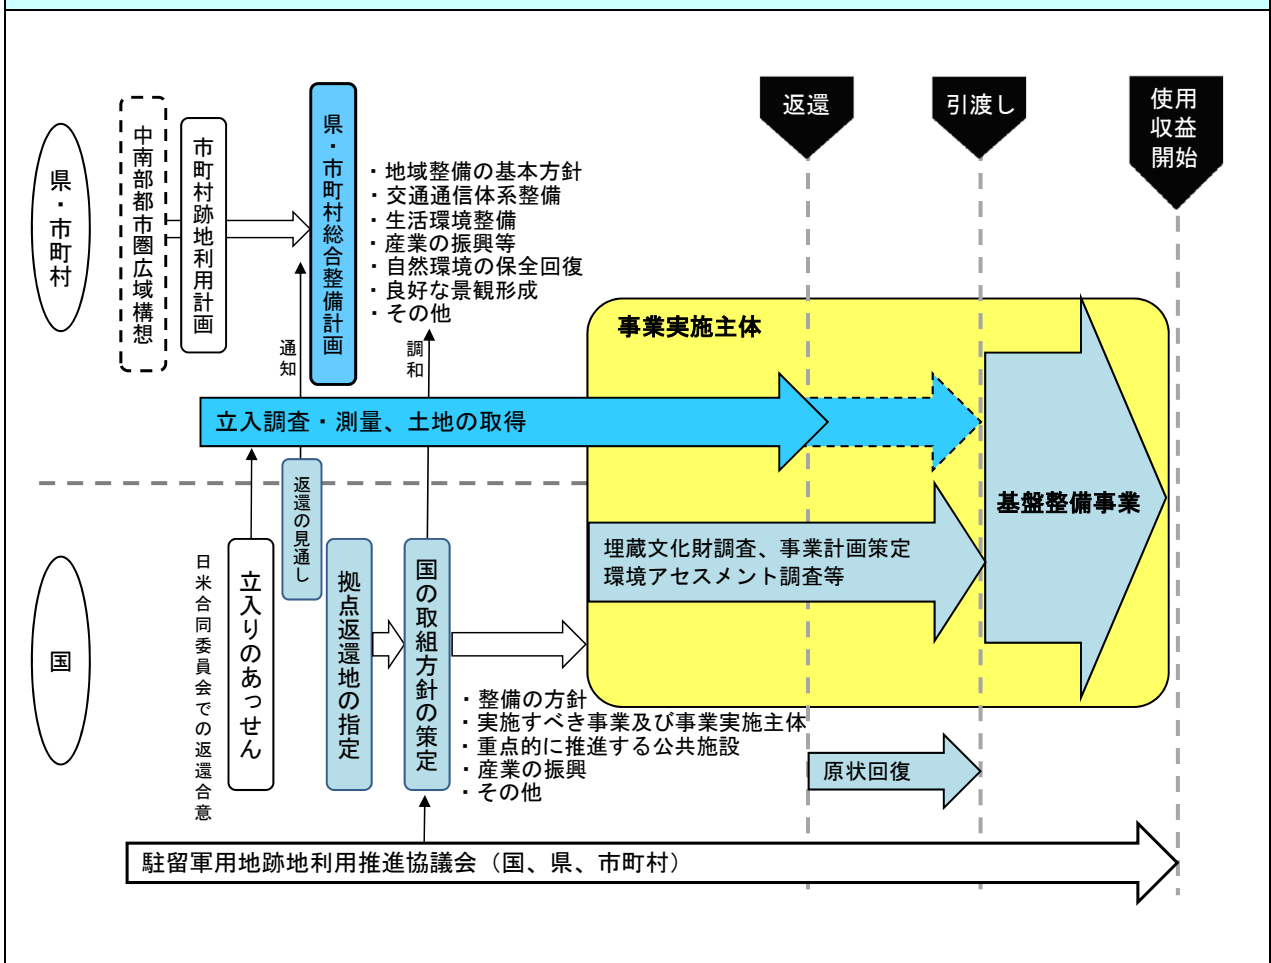 返還
引渡し
使用
収益
開始
県・市町村
中南部都市圏広域構想
市町村跡地利用計画
県・市町村総合整備計画
・地域整備の基本方針
・交通通信体系整備
・生活環境整備
・産業の振興等
・自然環境の保全回復
・良好な景観形成
・その他
通知
調和
事業実施主体
立入調査・測量、土地の取得
返還の見通し
基盤整備事業
埋蔵文化財調査、事業計画策定
環境アセスメント調査等
国
日米合同委員会での返還合意
立入りのあっせん
拠点返還地の指定
国の取組方針の策定
・整備の方針
・実施すべき事業及び事業実施主体
・重点的に推進する公共施設
・産業の振興
・その他
原状回復
駐留軍用地跡地利用推進協議会（国、県、市町村）